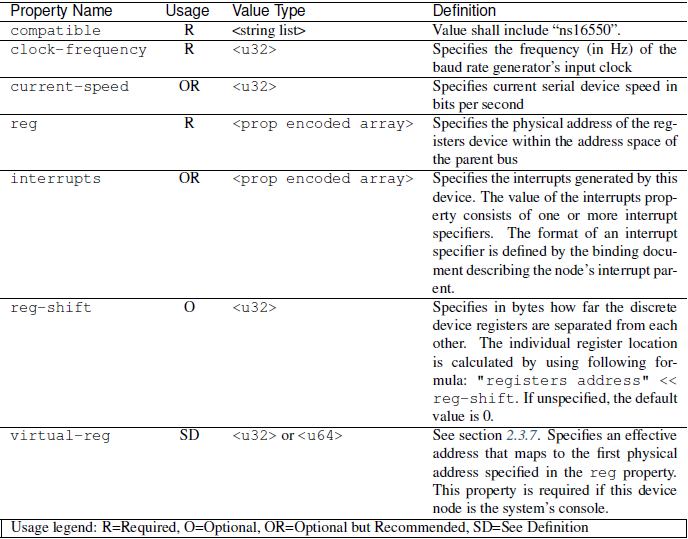 Property Name Usage Value Type Definition
compatible R <string list> Value shall include “ns16550”.
clock-frequency R <u32> Specifies the frequency (in Hz) of the
baud rate generator’s input clock
current-speed OR <u32> Specifies current serial device speed in
bits per second
reg R <prop encoded array> Specifies the physical address of the reg-
isters device within the address space of
the parent bus
interrupts OR <prop encoded array> Specifies the interrupts generated by this
device. The value of the interrupts prop-
erty consists of one or more interrupt
specifiers. The format of an interrupt
specifier is defined by the binding docu-
ment describing the node’s interrupt par-
ent.
reg-shift O <u32> Specifies in bytes how far the discrete
device registers are separated from each
other. The individual register location
is calculated by using following for-
mula: "registers address" <<
reg-shift. If unspecified, the default
value is 0.
virtual-reg SD <u32> or <u64> See section 2.3.7. Specifies an effective
address that maps to the first physical
address specified in the reg property.
This property is required if this device
node is the system’s console.
Usage legend: R=Required, O=Optional, OR=Optional but Recommended, SD=See Definition